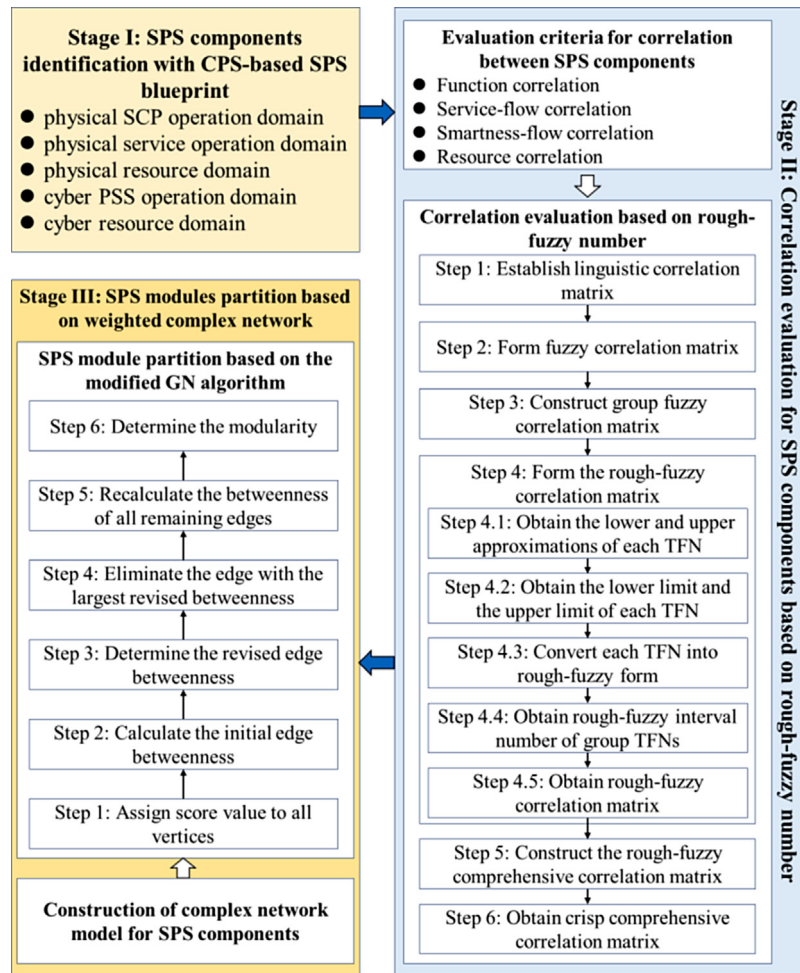 Stage I: SPS components
identification with CPS-based SPS
blueprint
● physical SCP operation domain
● physical service operation domain
● physical resource domain
● cyber PSS operation domain
● cyber resource domain
Evaluation criteria for correlation
between SPS components
● Function correlation
● Service-flow correlation
● Smartness-flow correlation
● Resource correlation
Correlation evaluation based on rough-
fuzzy number
Step 1: Establish linguistic correlation
matrix
Step 2: Form fuzzy correlation matrix
Step 3: Construct group fuzzy
correlation matrix
Step 4: Form the rough-fuzzy
correlation matrix
Step 4.1: Obtain the lower and upper
approximations of each TFN
Step 4.2: Obtain the lower limit and
the upper limit of each TFN
Step 4.3: Convert each TFN into
rough-fuzzy form
Step 4.4: Obtain rough-fuzzy interval
number of group TFNs
Step 4.5: Obtain rough-fuzzy
correlation matrix
Step 5: Construct the rough-fuzzy
comprehensive correlation matrix
Step 6: Obtain crisp comprehensive
correlation matrix
Stage II: Correlation evaluation for SPS components based on rough-fuzzy number
Stage III: SPS modules partition based
on weighted complex network
SPS module partition based on the
modified GN algorithm
Step 6: Determine the modularity
Step 5: Recalculate the betweenness
of all remaining edges
Step 4: Eliminate the edge with the
largest revised betweenness
Step 3: Determine the revised edge
betweenness
Step 2: Calculate the initial edge
betweenness
Step 1: Assign score value to all
vertices
Construction of complex network
model for SPS components